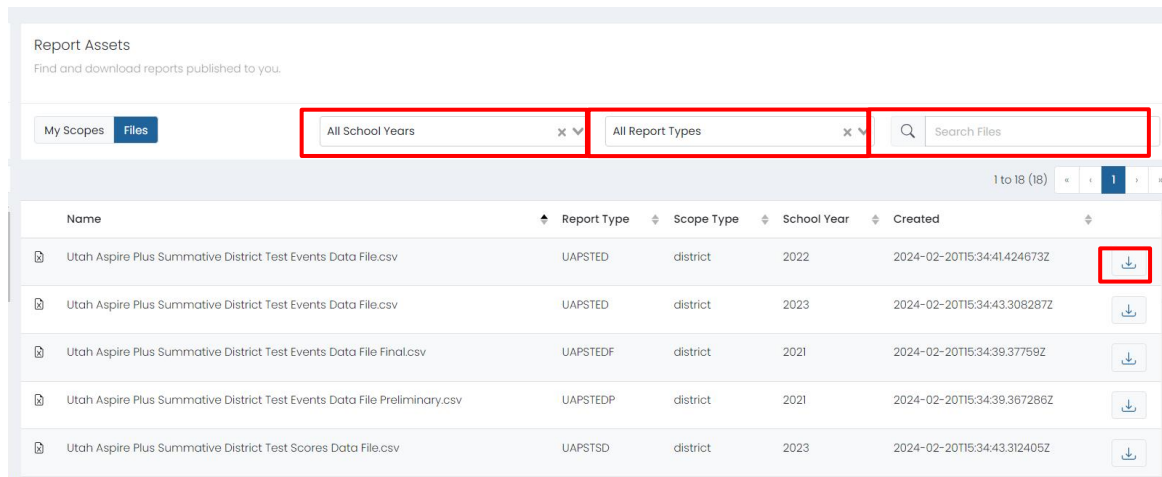 Report Assets
Find and download reports published to you.
My Scopes Files All School Years All Report Types Search Files
1 to 18 (18) « ‹ 1 › »
Name Report Type Scope Type School Year Created
Utah Aspire Plus Summative District Test Events Data File.csv UAPSTED district 2022 2024-02-20T15:34:41.424673Z
Utah Aspire Plus Summative District Test Events Data File.csv UAPSTED district 2023 2024-02-20T15:34:43.308287Z
Utah Aspire Plus Summative District Test Events Data File Final.csv UAPSTEDF district 2021 2024-02-20T15:34:39.37759Z
Utah Aspire Plus Summative District Test Events Data File Preliminary.csv UAPSTEDP district 2021 2024-02-20T15:34:39.367286Z
Utah Aspire Plus Summative District Test Scores Data File.csv UAPSTSD district 2023 2024-02-20T15:34:43.312405Z